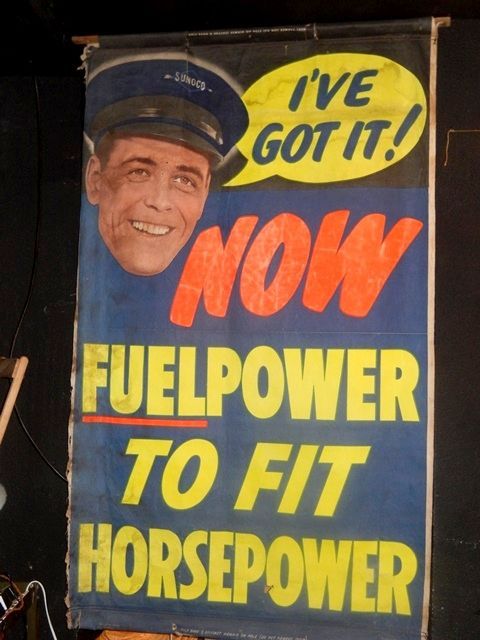 SUNOCO
I'VE
GOT IT!
NOW
FUELPOWER
TO FIT
HORSEPOWER